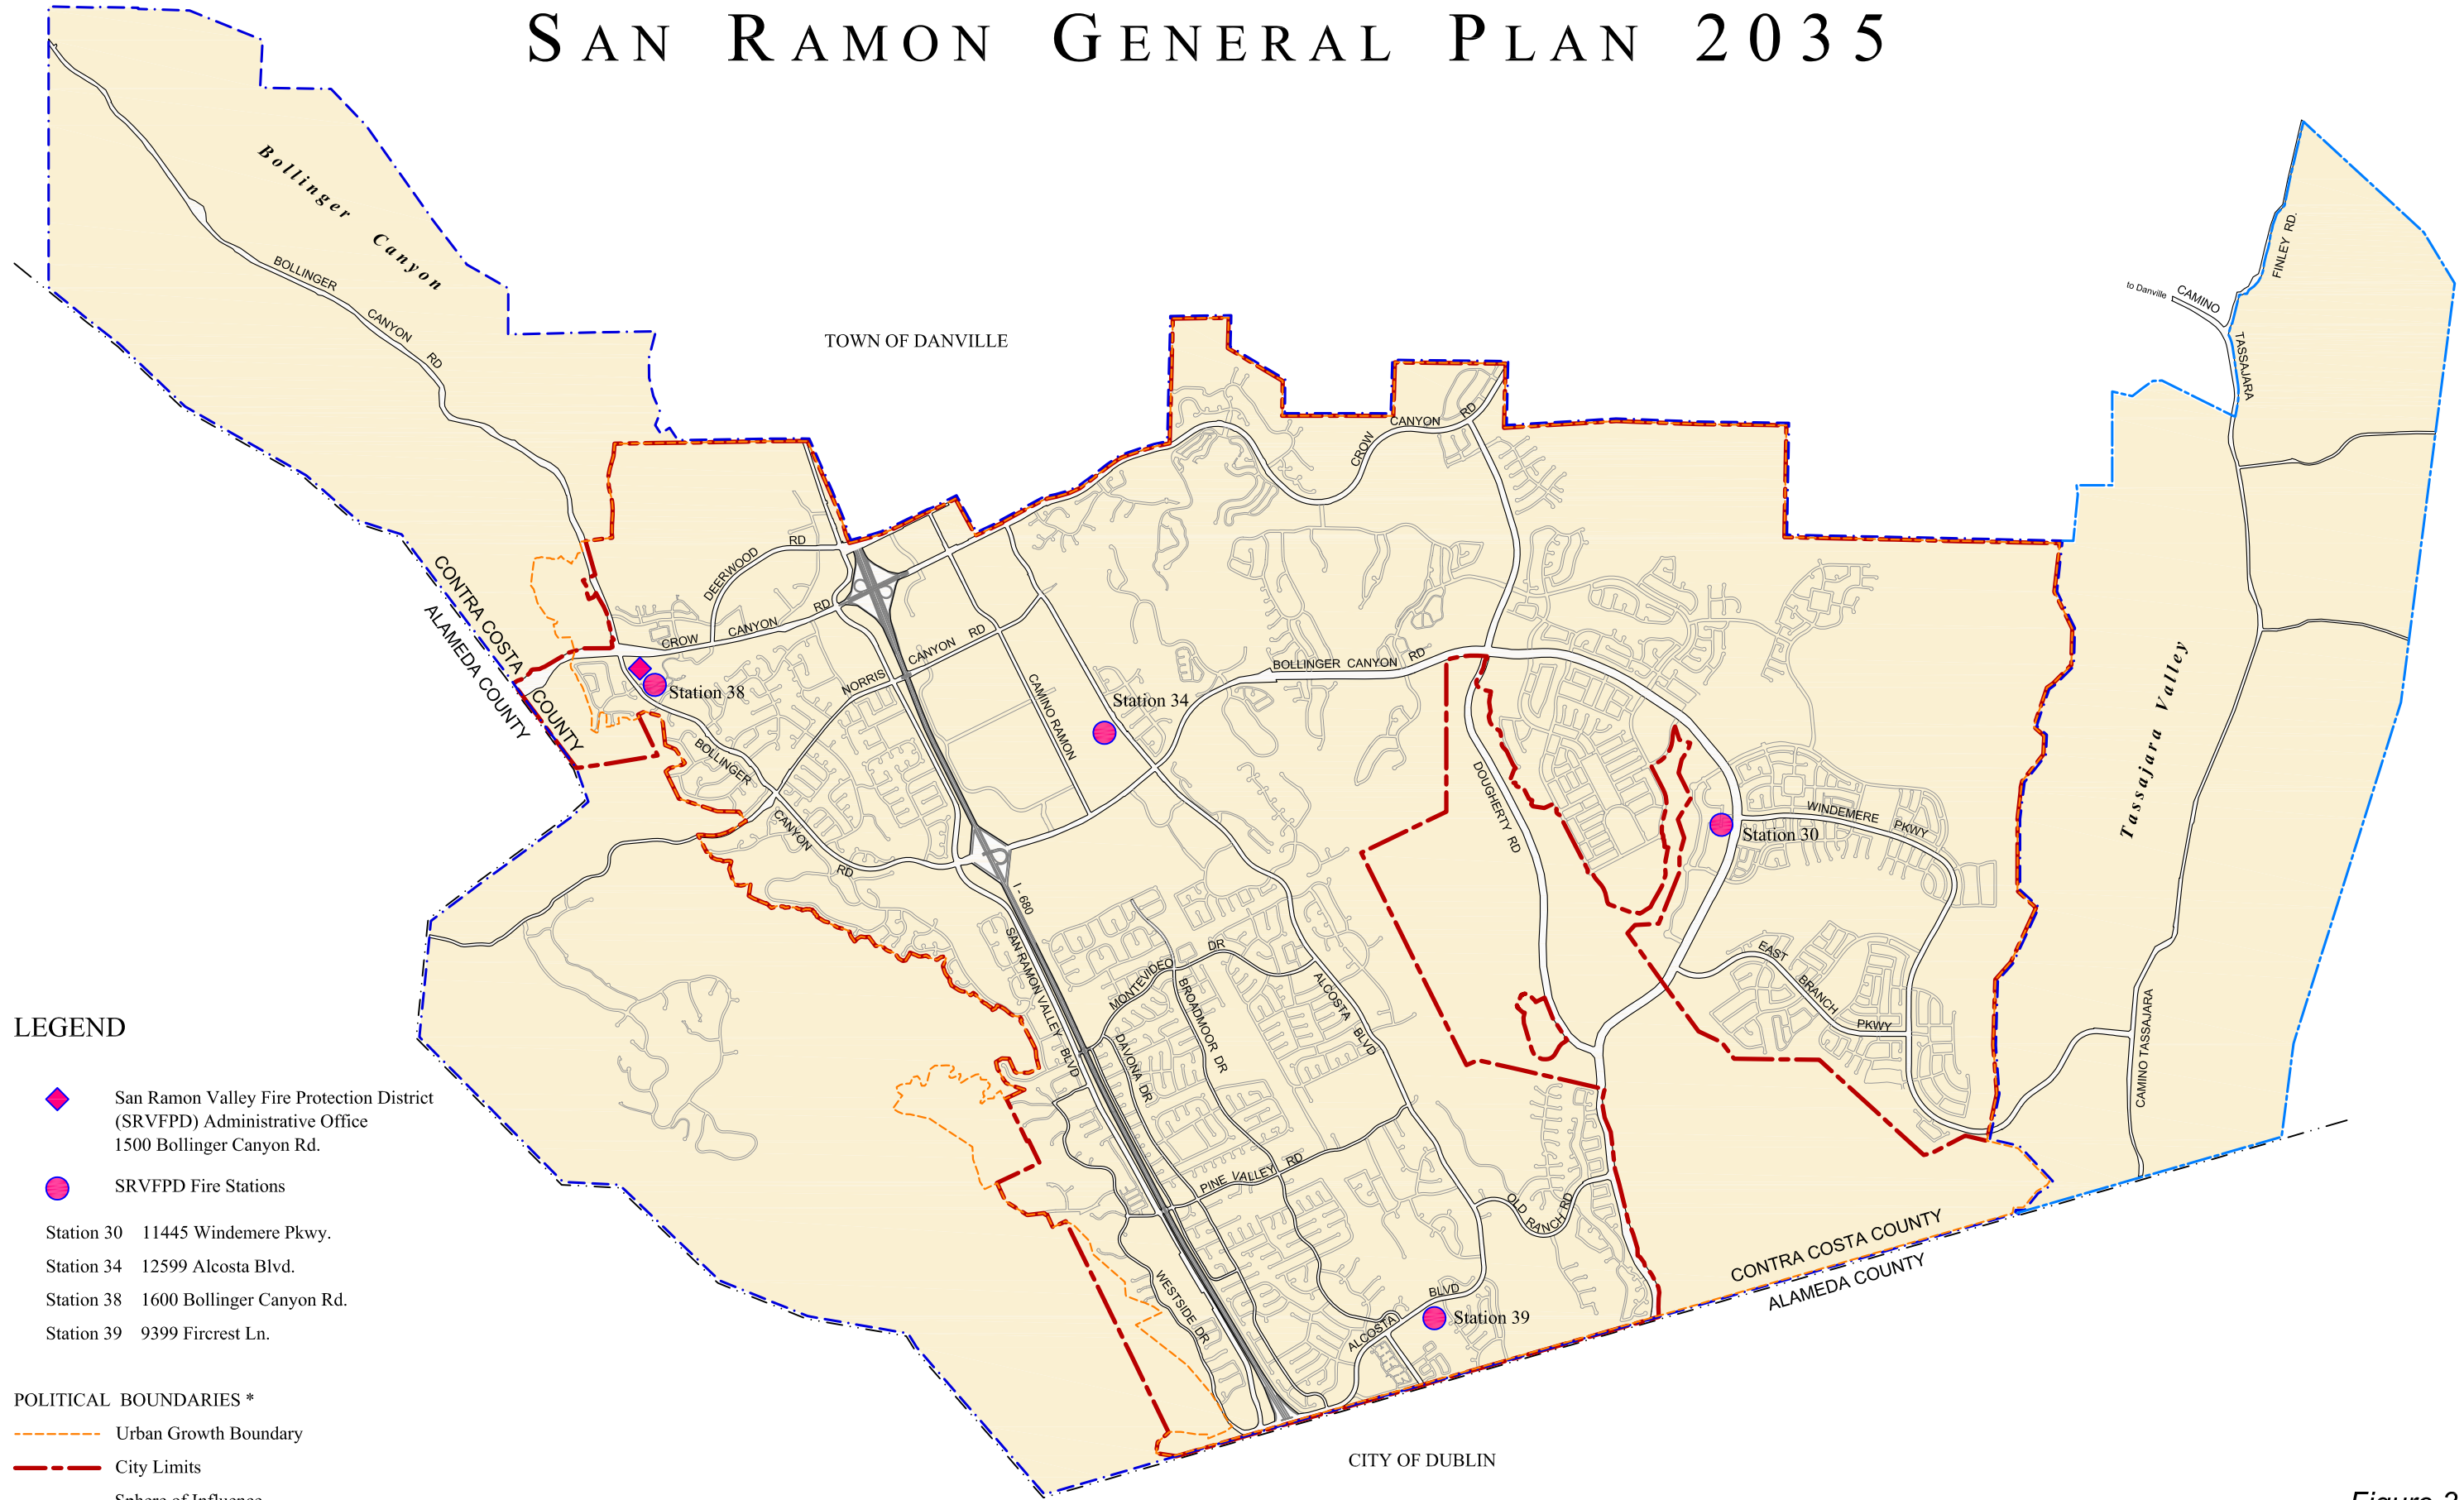 SAN RAMON GENERAL PLAN 2035
Bollinger Canyon
BOLLINGER CANYON RD
TOWN OF DANVILLE
to Danville
CAMINO
TASSAJARA
FINLEY RD.
CANYON RD
CROW
DEERWOOD RD
CROW CANYON RD
NORRIS CANYON RD
CAMINO RAMON
BOLLINGER CANYON RD
CONTRA COSTA COUNTY
ALAMEDA COUNTY
Station 38
Station 34
BOLLINGER
CANYON
RD
DOUGHERTY RD
Station 30
WINDEMERE PKWY
Tassajara Valley
I - 680
SAN RAMON VALLEY BLVD
MONTEVIDEO DR
BROADMOOR DR
DAVONA DR
ALCOSTA BLVD
EAST BRANCH PKWY
CAMINO TASSAJARA
PINE VALLEY RD
OLD RANCH RD
WESTSIDE DR
ALCOSTA BLVD
Station 39
CONTRA COSTA COUNTY
ALAMEDA COUNTY
CITY OF DUBLIN
LEGEND
San Ramon Valley Fire Protection District
(SRVFPD) Administrative Office
1500 Bollinger Canyon Rd.
SRVFPD Fire Stations
Station 30 11445 Windemere Pkwy.
Station 34 12599 Alcosta Blvd.
Station 38 1600 Bollinger Canyon Rd.
Station 39 9399 Fircrest Ln.
POLITICAL BOUNDARIES *
Urban Growth Boundary
City Limits
Sphere of Influence
Figure